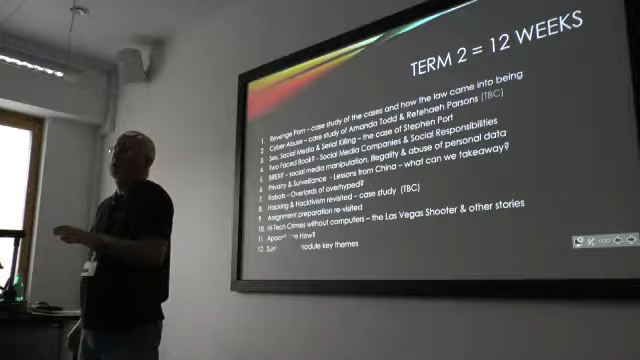 TERM 2 = 12 WEEKS
1. Revenge Porn – case study of the cases and how the law came into being
2. Cyber-Abuse – case study of Amanda Todd & Retehaeh Parsons (TBC)
3. Sex, Social Media & Serial Killing – the case of Stephen Port
4. Two Faced Book? - Social Media Companies & Social Responsibilities
5. BREXIT – social media manipulation, illegality & abuse of personal data
6. Privacy & Surveillance - Lessons from China – what can we takeaway?
7. Robots – Overlords of overhyped?
8. Hacking & Hacktivism revisited – case study (TBC)
9. Assignment preparation re-visited
10. Hi-Tech Crimes without computers – the Las Vegas Shooter & other stories
11. How?
12. module key themes